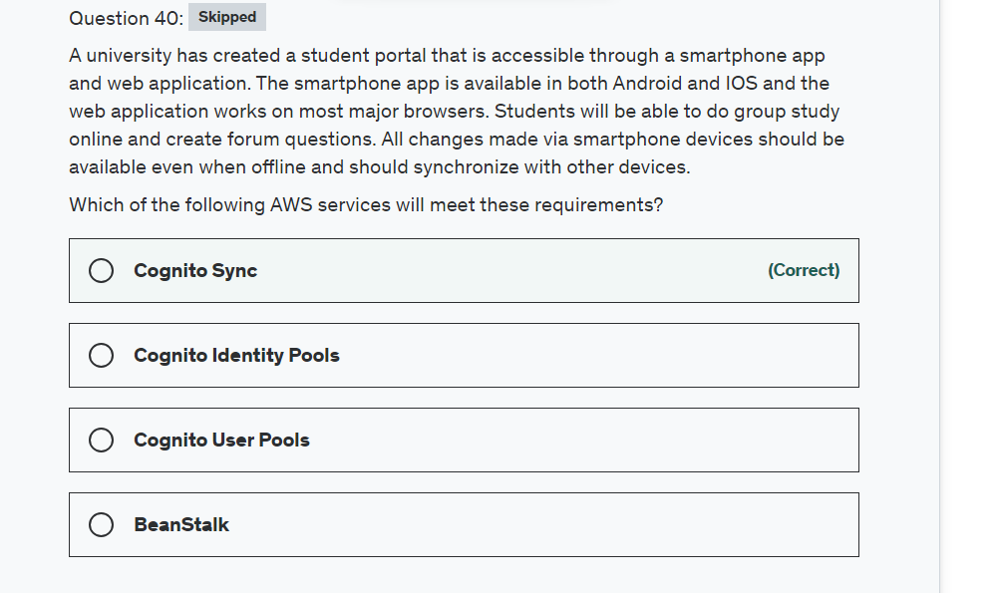 Question 40: Skipped
A university has created a student portal that is accessible through a smartphone app
and web application. The smartphone app is available in both Android and IOS and the
web application works on most major browsers. Students will be able to do group study
online and create forum questions. All changes made via smartphone devices should be
available even when offline and should synchronize with other devices.
Which of the following AWS services will meet these requirements?
Cognito Sync (Correct)
Cognito Identity Pools
Cognito User Pools
BeanStalk